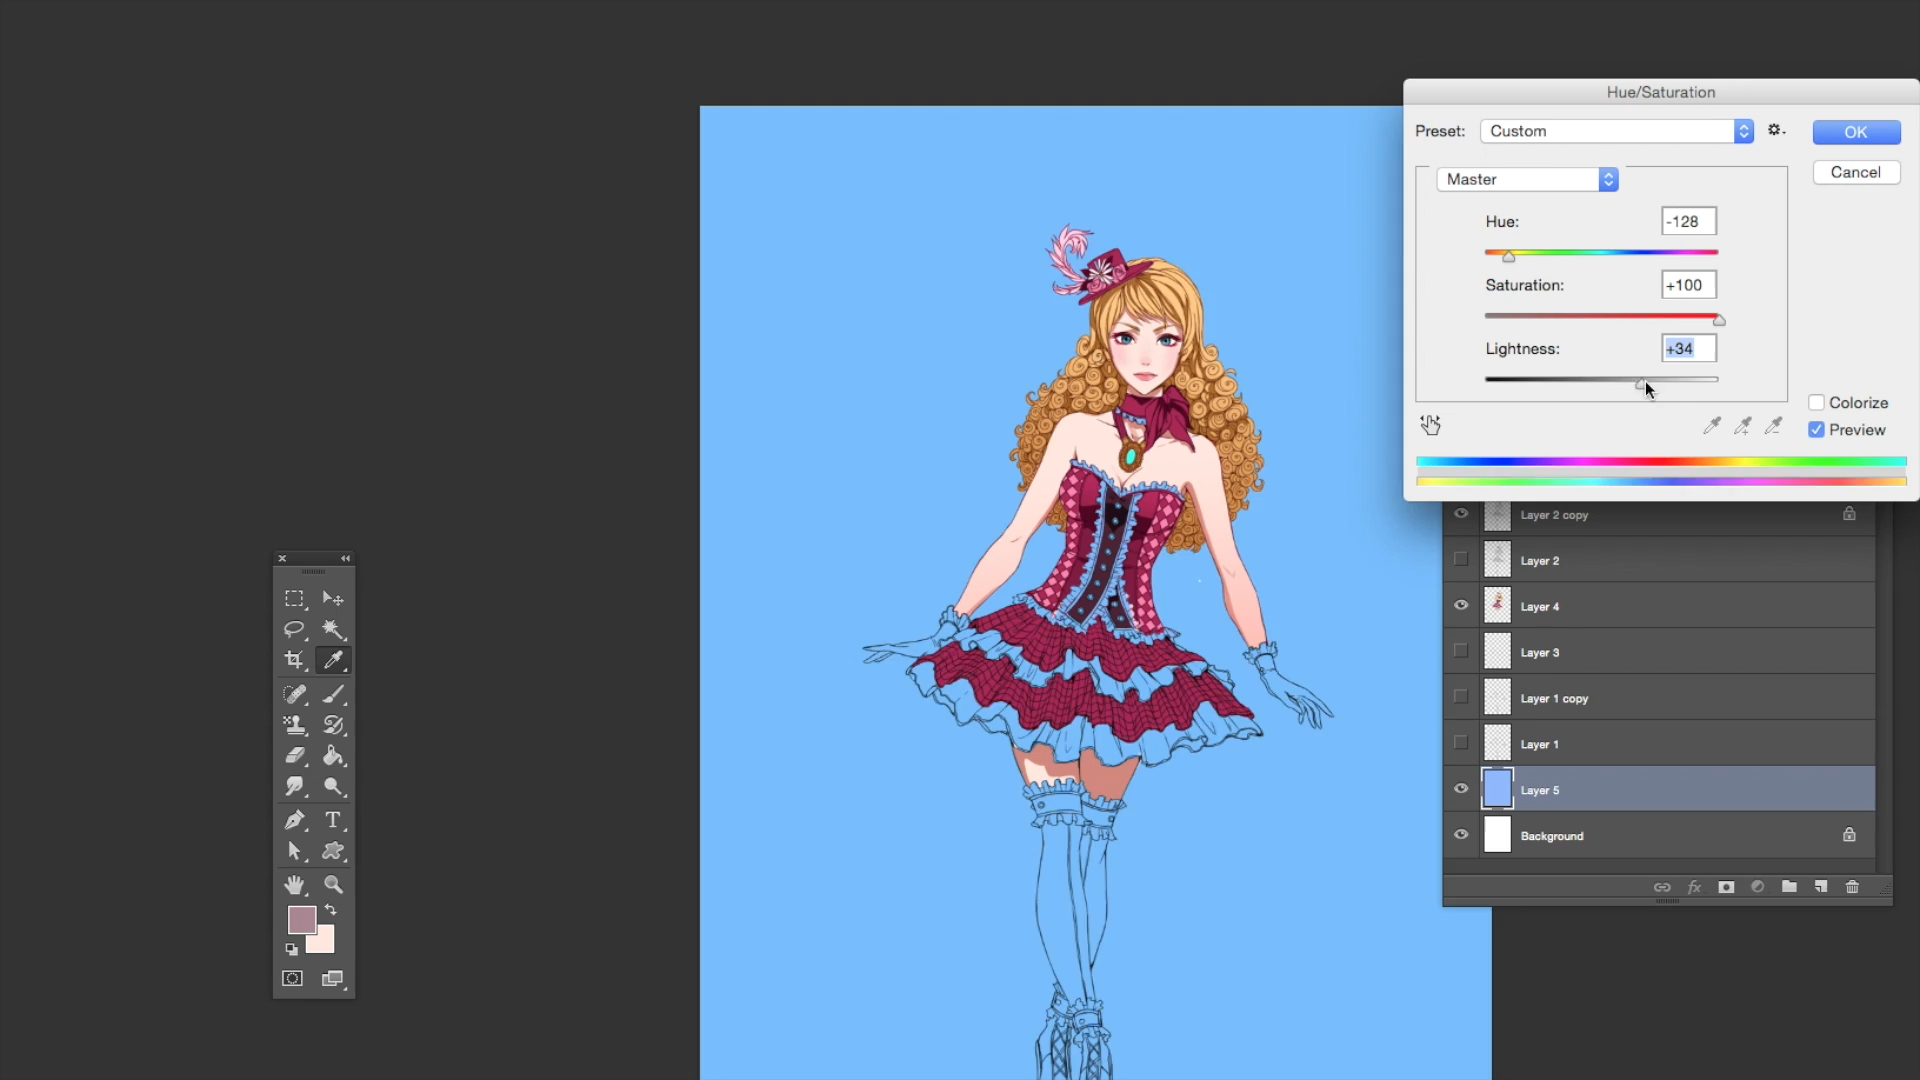 Hue/Saturation
Preset: Custom
OK
Master
Cancel
Hue: -128
Saturation: +100
Lightness: +34
Colorize
Preview
Layer 2 copy
Layer 2
Layer 4
Layer 3
Layer 1 copy
Layer 1
Layer 5
Background
T
fx